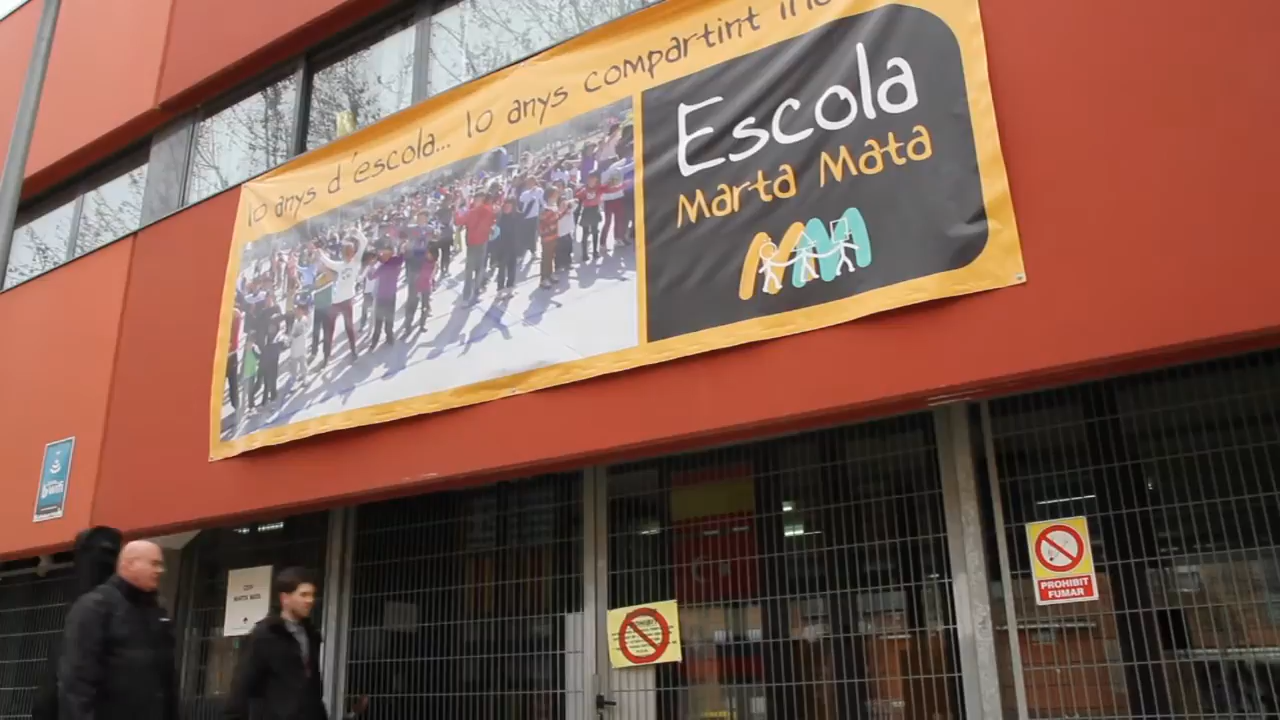 10 anys d'escola... 10 anys compartint
Escola
Marta Mata
PROHIBIT
FUMAR